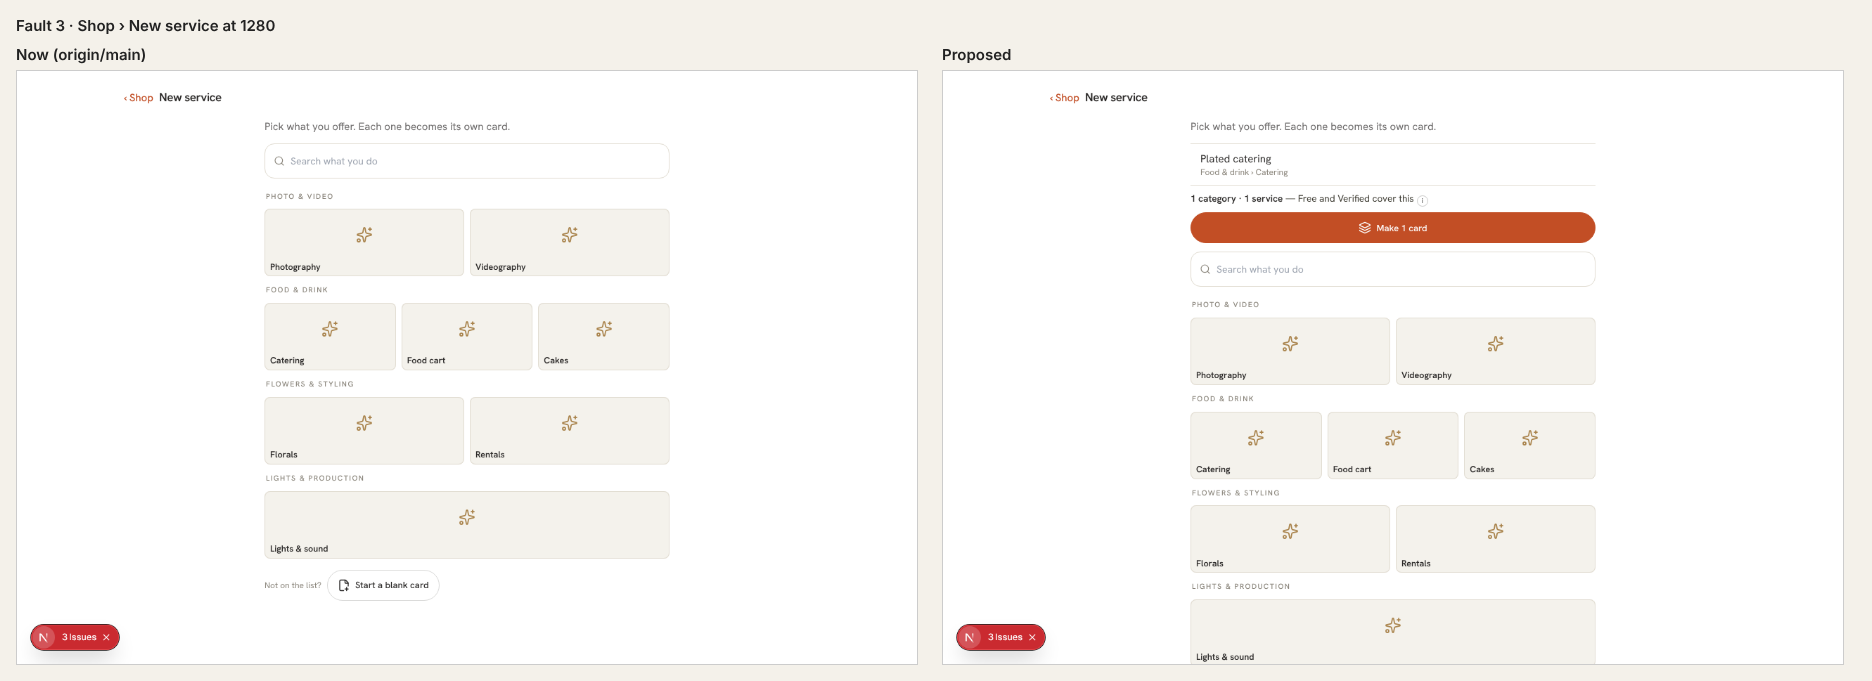 Fault 3 · Shop › New service at 1280
Now (origin/main)
‹ Shop New service
Pick what you offer. Each one becomes its own card.
Search what you do
PHOTO & VIDEO
Photography
Videography
FOOD & DRINK
Catering
Food cart
Cakes
FLOWERS & STYLING
Florals
Rentals
LIGHTS & PRODUCTION
Lights & sound
Not on the list? Start a blank card
N 3 Issues ×
Proposed
‹ Shop New service
Pick what you offer. Each one becomes its own card.
Plated catering
Food & drink › Catering
1 category · 1 service — Free and Verified cover this i
Make 1 card
Search what you do
PHOTO & VIDEO
Photography
Videography
FOOD & DRINK
Catering
Food cart
Cakes
FLOWERS & STYLING
Florals
Rentals
LIGHTS & PRODUCTION
Lights & sound
N 3 Issues ×